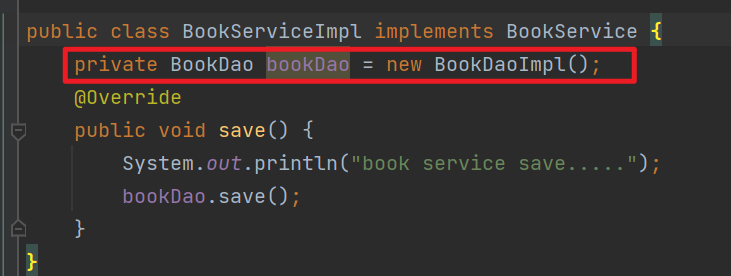 public class BookServiceImpl implements BookService {
private BookDao bookDao = new BookDaoImpl();
@Override
public void save() {
System.out.println("book service save.....");
bookDao.save();
}
}